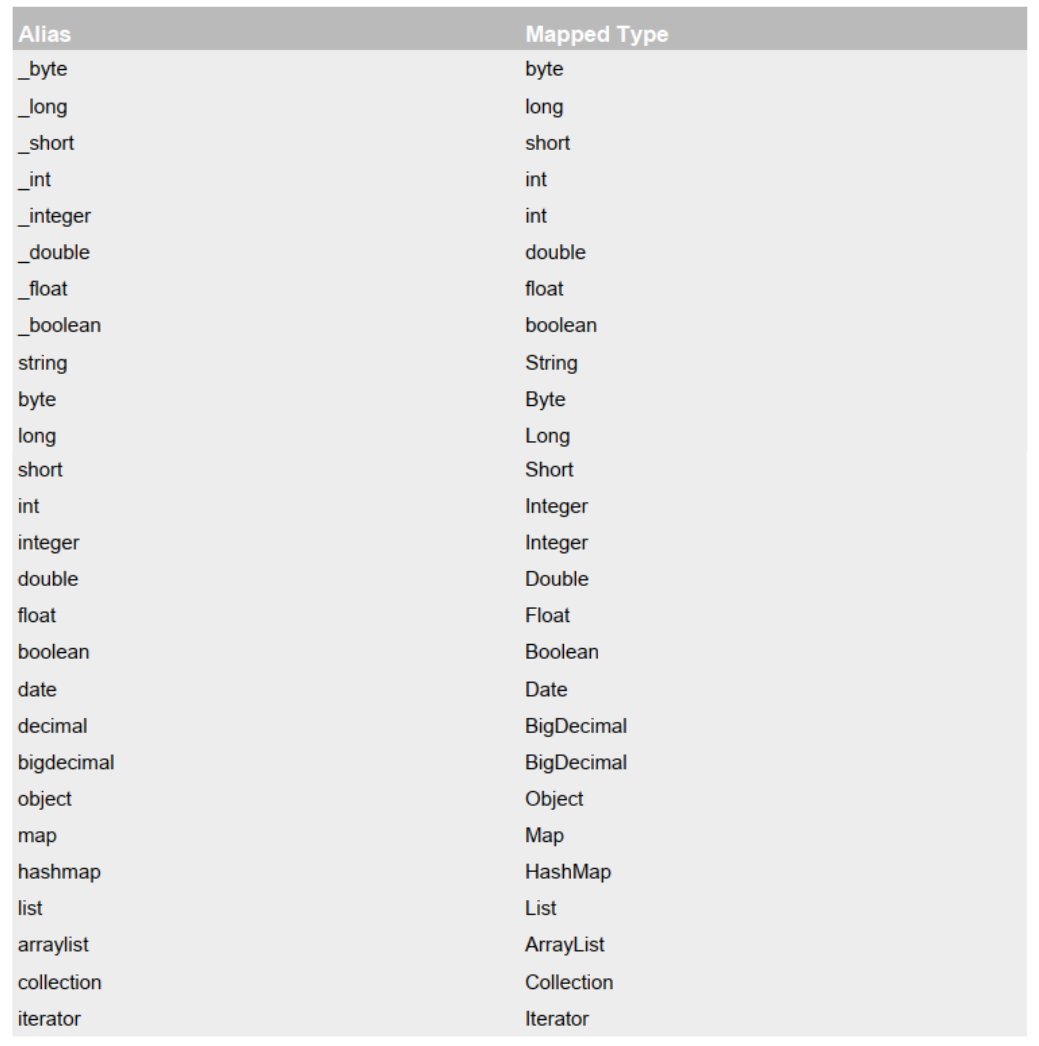 Alias Mapped Type
_byte byte
_long long
_short short
_int int
_integer int
_double double
_float float
_boolean boolean
string String
byte Byte
long Long
short Short
int Integer
integer Integer
double Double
float Float
boolean Boolean
date Date
decimal BigDecimal
bigdecimal BigDecimal
object Object
map Map
hashmap HashMap
list List
arraylist ArrayList
collection Collection
iterator Iterator